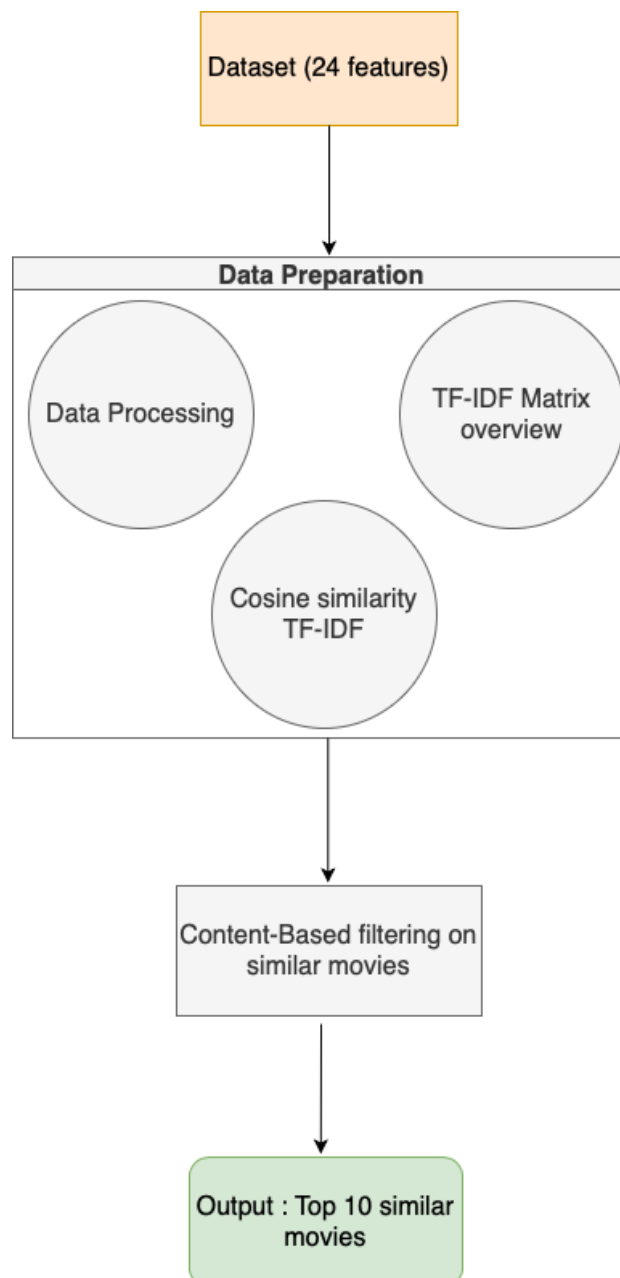 Dataset (24 features)
Data Preparation
Data Processing
TF-IDF Matrix
overview
Cosine similarity
TF-IDF
Content-Based filtering on
similar movies
Output : Top 10 similar
movies